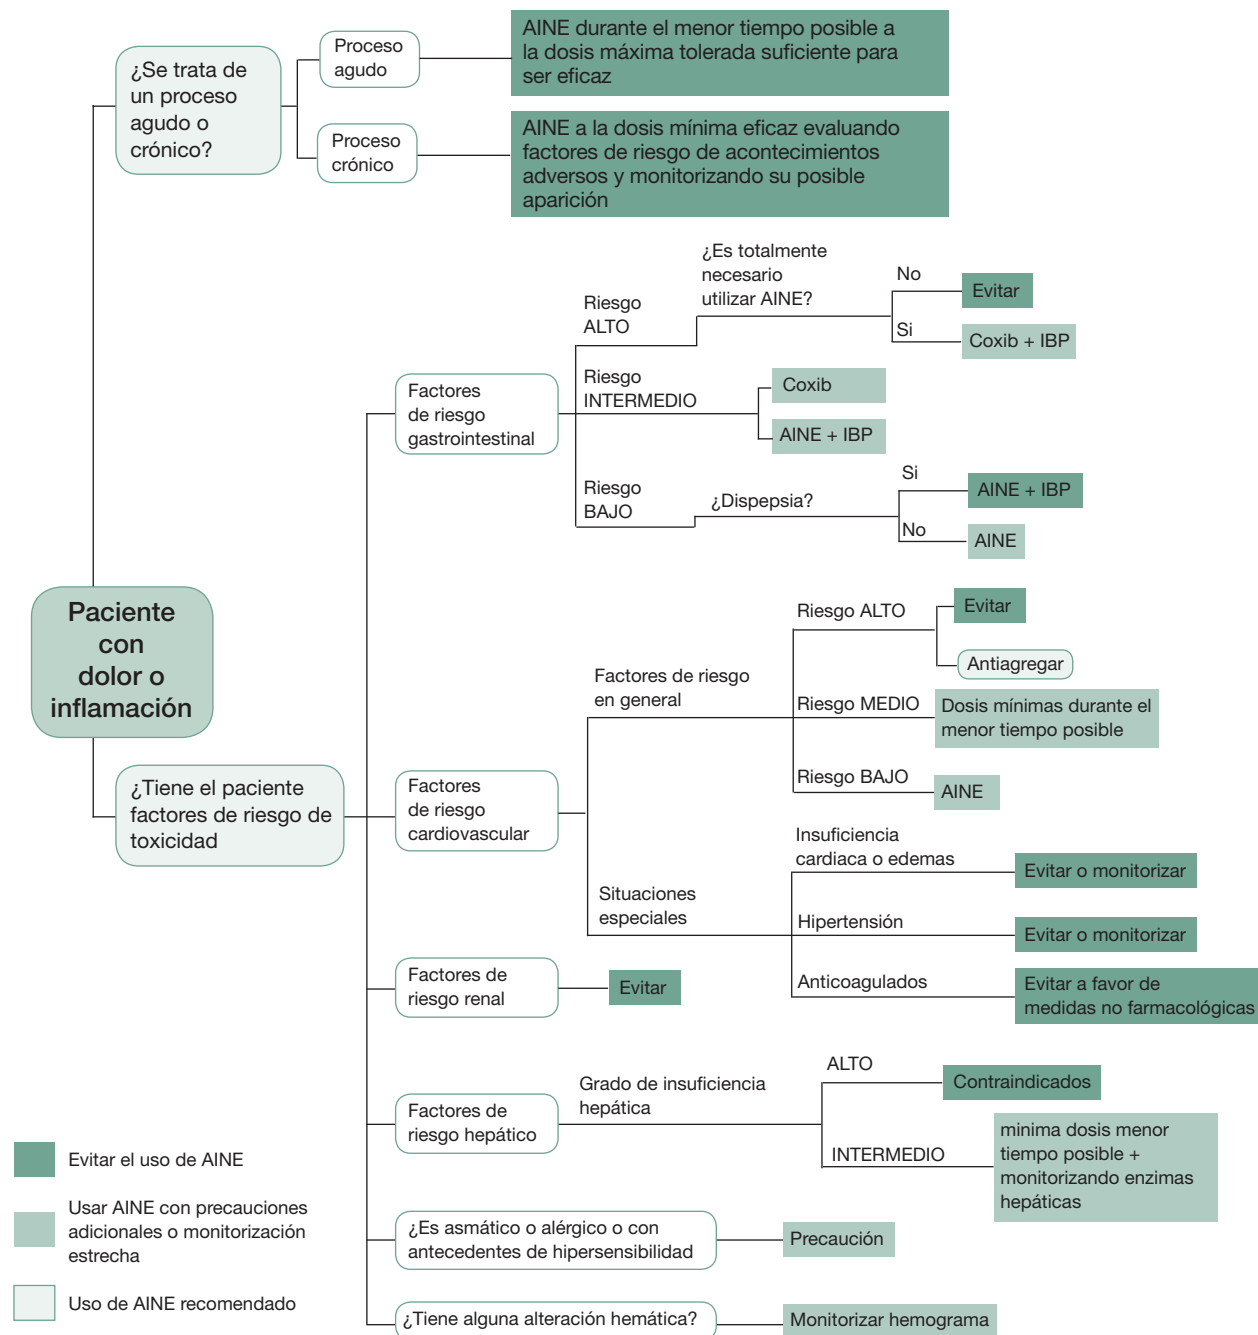 ¿Se trata de
un proceso
agudo o
crónico?
Proceso
agudo
AINE durante el menor tiempo posible a
la dosis máxima tolerada suficiente para
ser eficaz
Proceso
crónico
AINE a la dosis mínima eficaz evaluando
factores de riesgo de acontecimientos
adversos y monitorizando su posible
aparición
Paciente
con
dolor o
inflamación
¿Tiene el paciente
factores de riesgo de
toxicidad
Factores
de riesgo
gastrointestinal
Riesgo
ALTO
¿Es totalmente
necesario
utilizar AINE?
No
Evitar
Si
Coxib + IBP
Riesgo
INTERMEDIO
Coxib
AINE + IBP
Riesgo
BAJO
¿Dispepsia?
Si
AINE + IBP
No
AINE
Factores
de riesgo
cardiovascular
Factores de riesgo
en general
Riesgo ALTO
Evitar
Antiagregar
Riesgo MEDIO
Dosis mínimas durante el
menor tiempo posible
Riesgo BAJO
AINE
Situaciones
especiales
Insuficiencia
cardiaca o edemas
Evitar o monitorizar
Hipertensión
Evitar o monitorizar
Anticoagulados
Evitar a favor de
medidas no farmacológicas
Factores de
riesgo renal
Evitar
Factores de
riesgo hepático
Grado de insuficiencia
hepática
ALTO
Contraindicados
INTERMEDIO
minima dosis menor
tiempo posible +
monitorizando enzimas
hepáticas
¿Es asmático o alérgico o con
antecedentes de hipersensibilidad
Precaución
¿Tiene alguna alteración hemática?
Monitorizar hemograma
Evitar el uso de AINE
Usar AINE con precauciones
adicionales o monitorización
estrecha
Uso de AINE recomendado